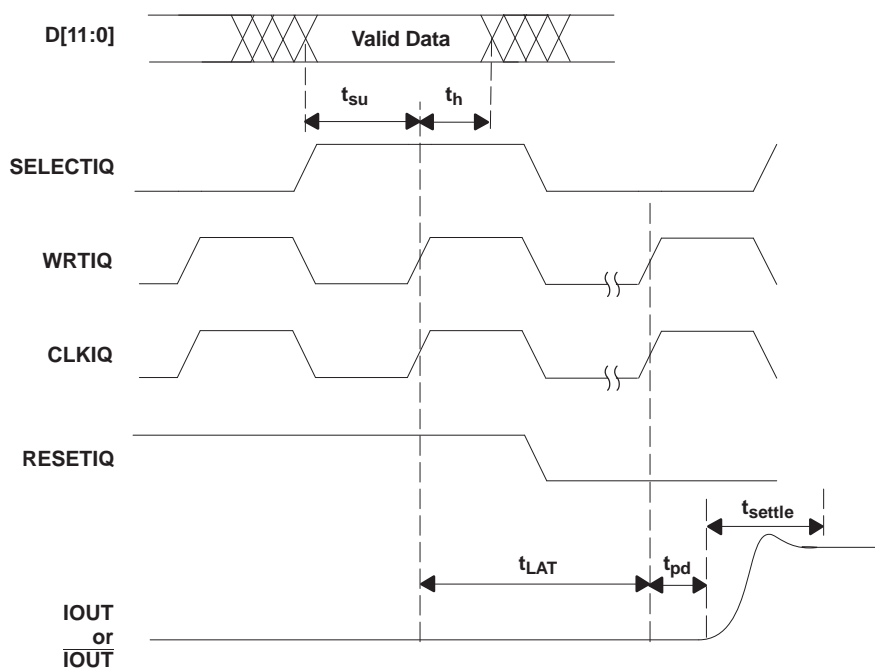 D[11:0]
Valid Data
tsu
th
SELECTIQ
WRTIQ
CLKIQ
RESETIQ
tsettle
tLAT
tpd
IOUT
or
IOUT